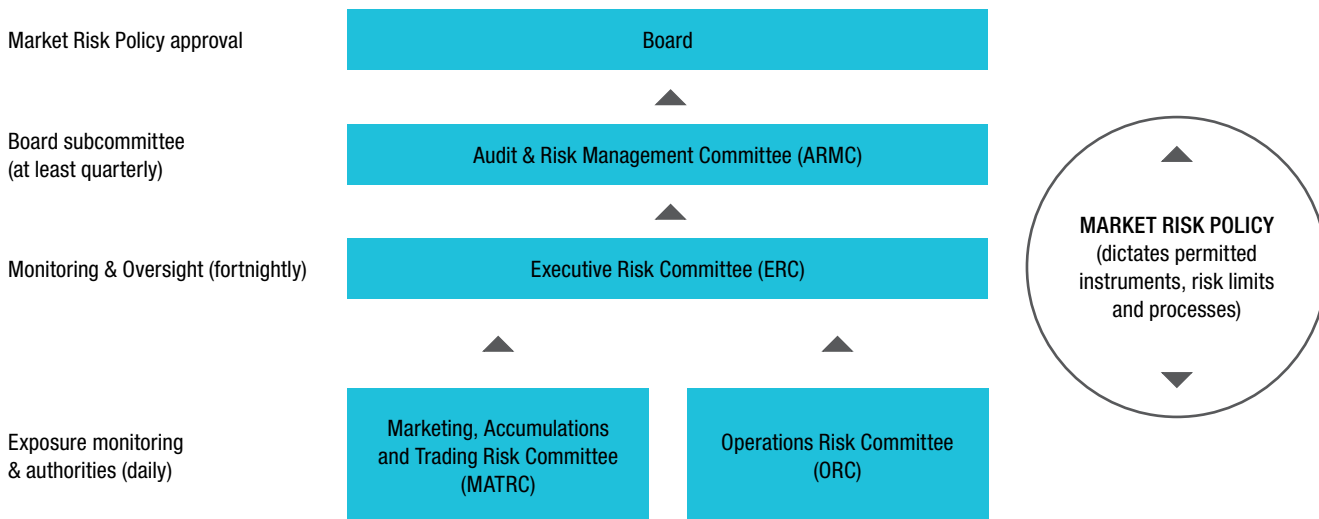 Market Risk Policy approval
Board
Board subcommittee
(at least quarterly)
Audit & Risk Management Committee (ARMC)
Monitoring & Oversight (fortnightly)
Executive Risk Committee (ERC)
MARKET RISK POLICY
(dictates permitted
instruments, risk limits
and processes)
Exposure monitoring
& authorities (daily)
Marketing, Accumulations
and Trading Risk Committee
(MATRC)
Operations Risk Committee
(ORC)